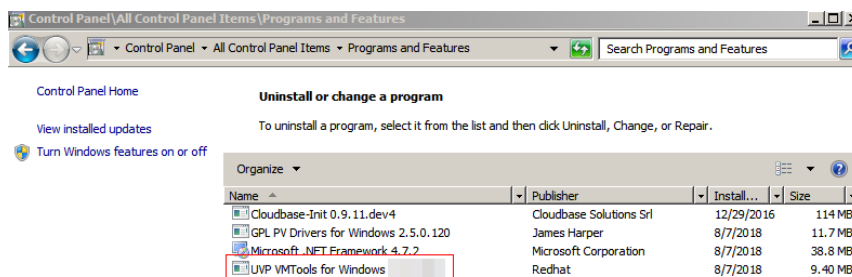 Control Panel\All Control Panel Items\Programs and Features
Control Panel All Control Panel Items Programs and Features Search Programs and Features
Control Panel Home
View installed updates
Turn Windows features on or off
Uninstall or change a program
To uninstall a program, select it from the list and then click Uninstall, Change, or Repair.
Organize
Name Publisher Install... Size
Cloudbase-Init 0.9.11.dev4 Cloudbase Solutions Srl 12/29/2016 114 MB
GPL PV Drivers for Windows 2.5.0.120 James Harper 8/7/2018 11.7 MB
Microsoft .NET Framework 4.7.2 Microsoft Corporation 8/7/2018 38.8 MB
UVP VMTools for Windows Redhat 8/7/2018 9.40 MB